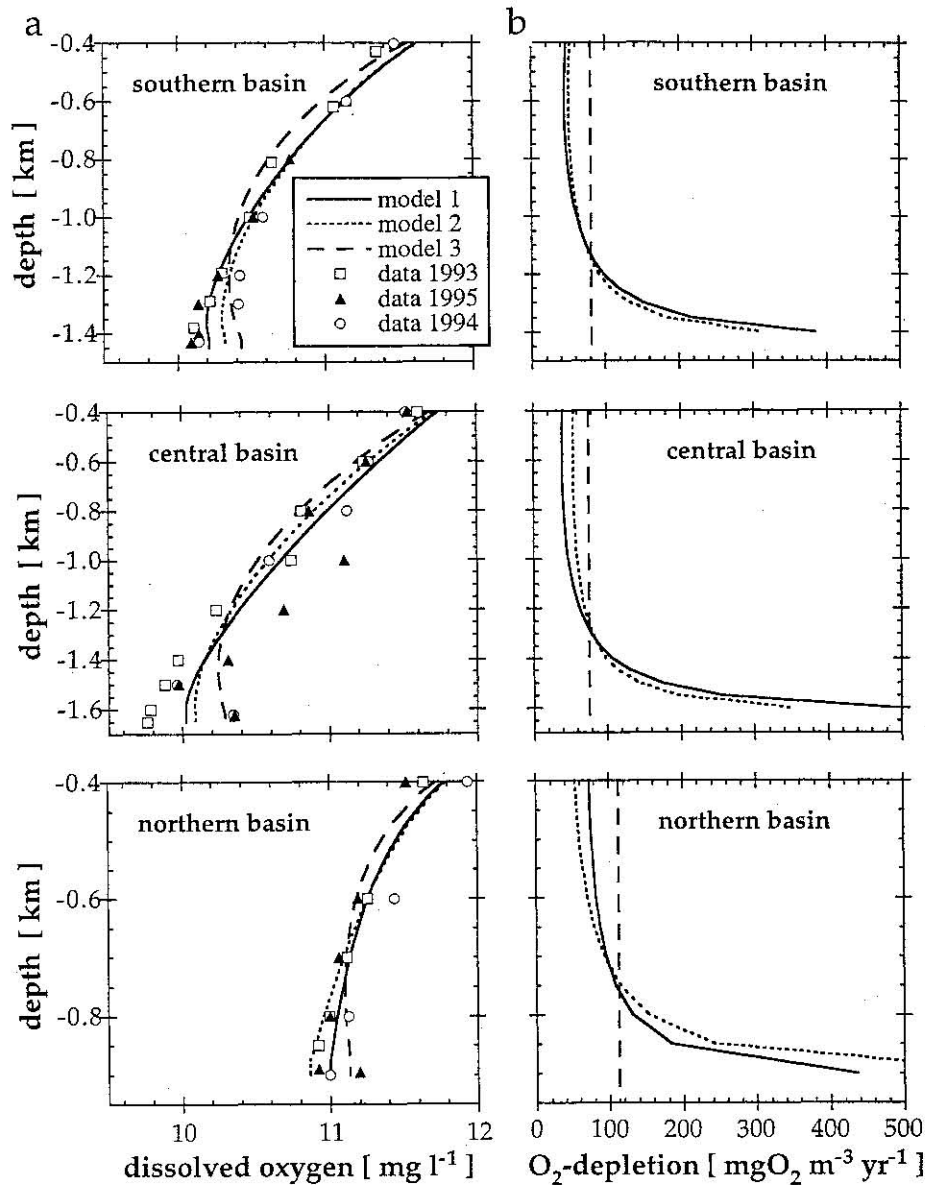 a
b
-0.4
-0.6
-0.8
-1.0
-1.2
-1.4
depth [ km ]
southern basin
model 1
model 2
model 3
data 1993
data 1995
data 1994
southern basin
-0.4
-0.6
-0.8
-1.0
-1.2
-1.4
-1.6
depth [ km ]
central basin
central basin
-0.4
-0.6
-0.8
depth [ km ]
northern basin
northern basin
10
11
12
dissolved oxygen [ mg l⁻¹ ]
0
100
200
300
400
500
O₂-depletion [ mgO₂ m⁻³ yr⁻¹ ]